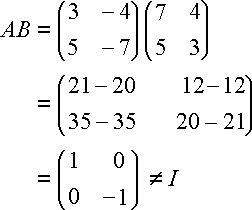 AB = ( 3 −4 ) ( 7 4 )
( 5 −7 ) ( 5 3 )
= ( 21−20 12−12 )
( 35−35 20−21 )
= ( 1 0 ) ≠ I
( 0 −1 )